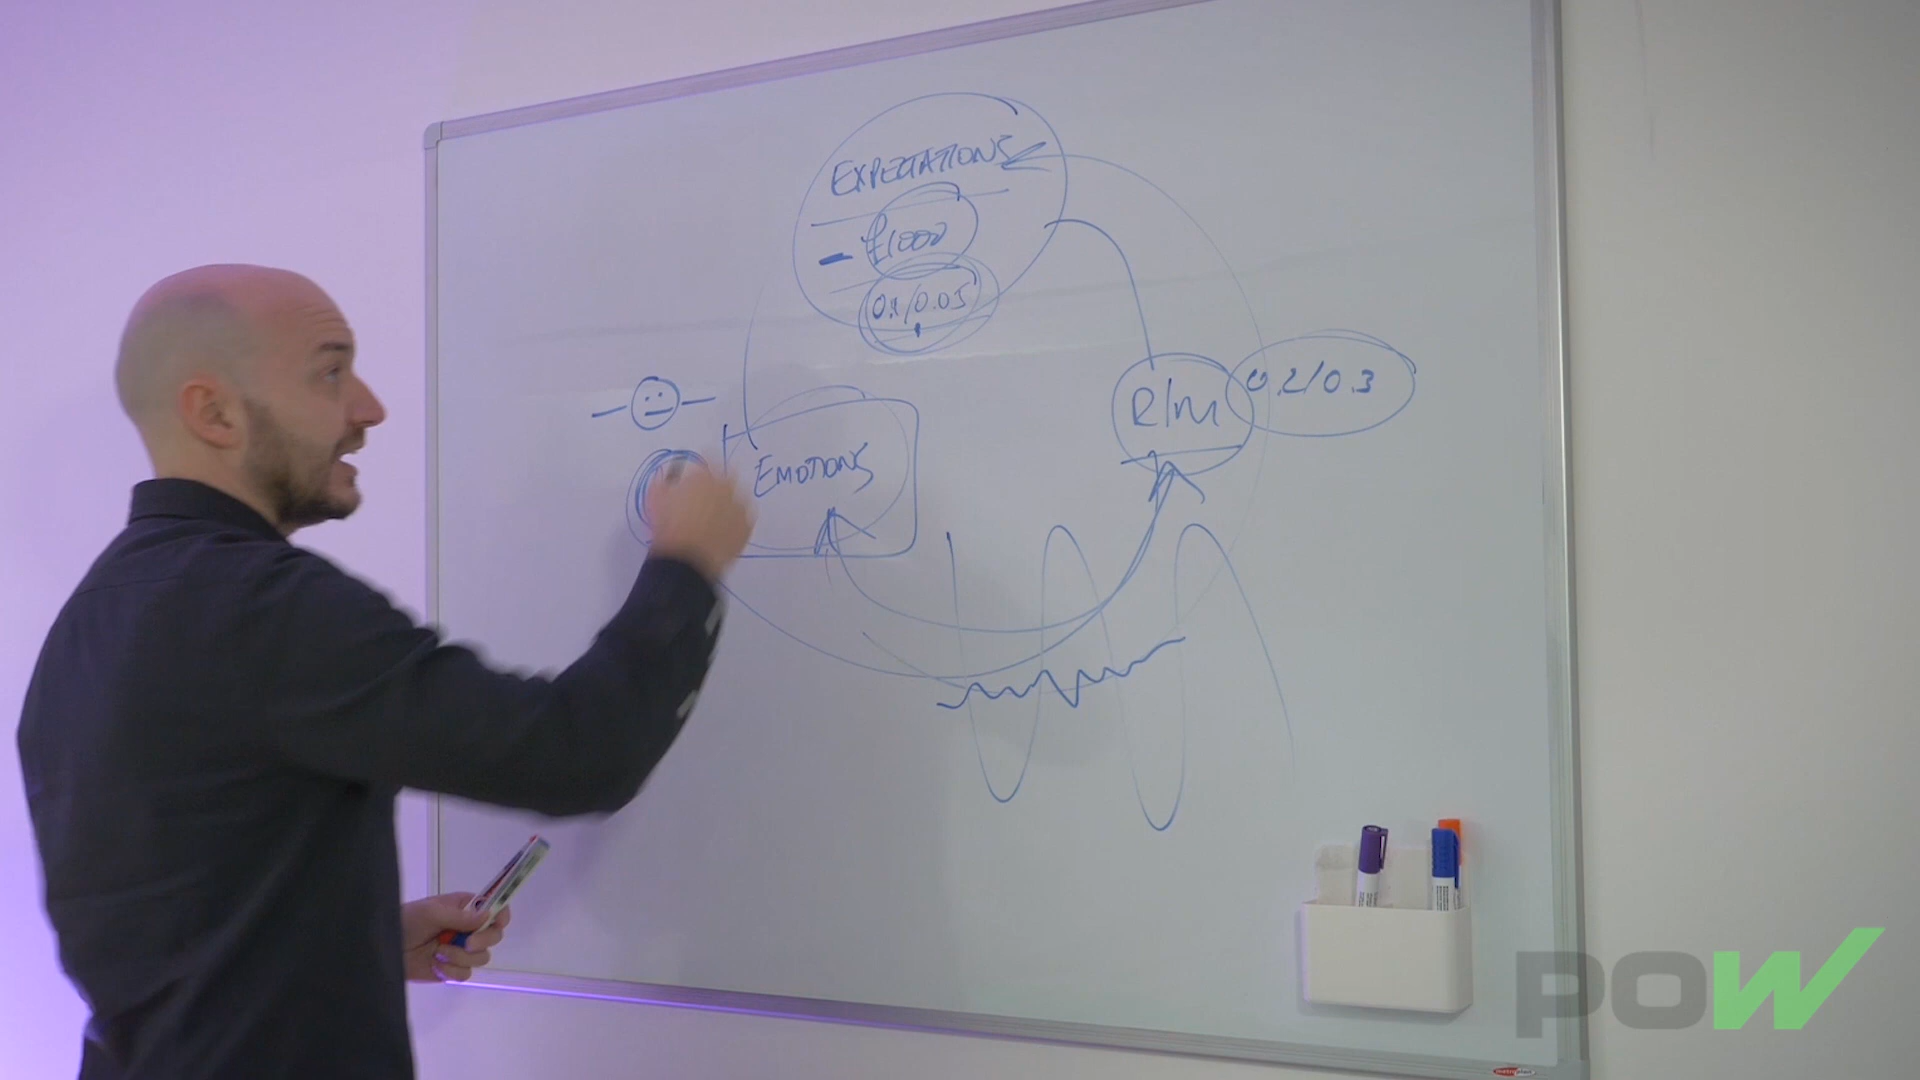 EXPECTATIONS
- £1000
0.1/0.05
R/M
0.2/0.3
EMOTIONS
POW